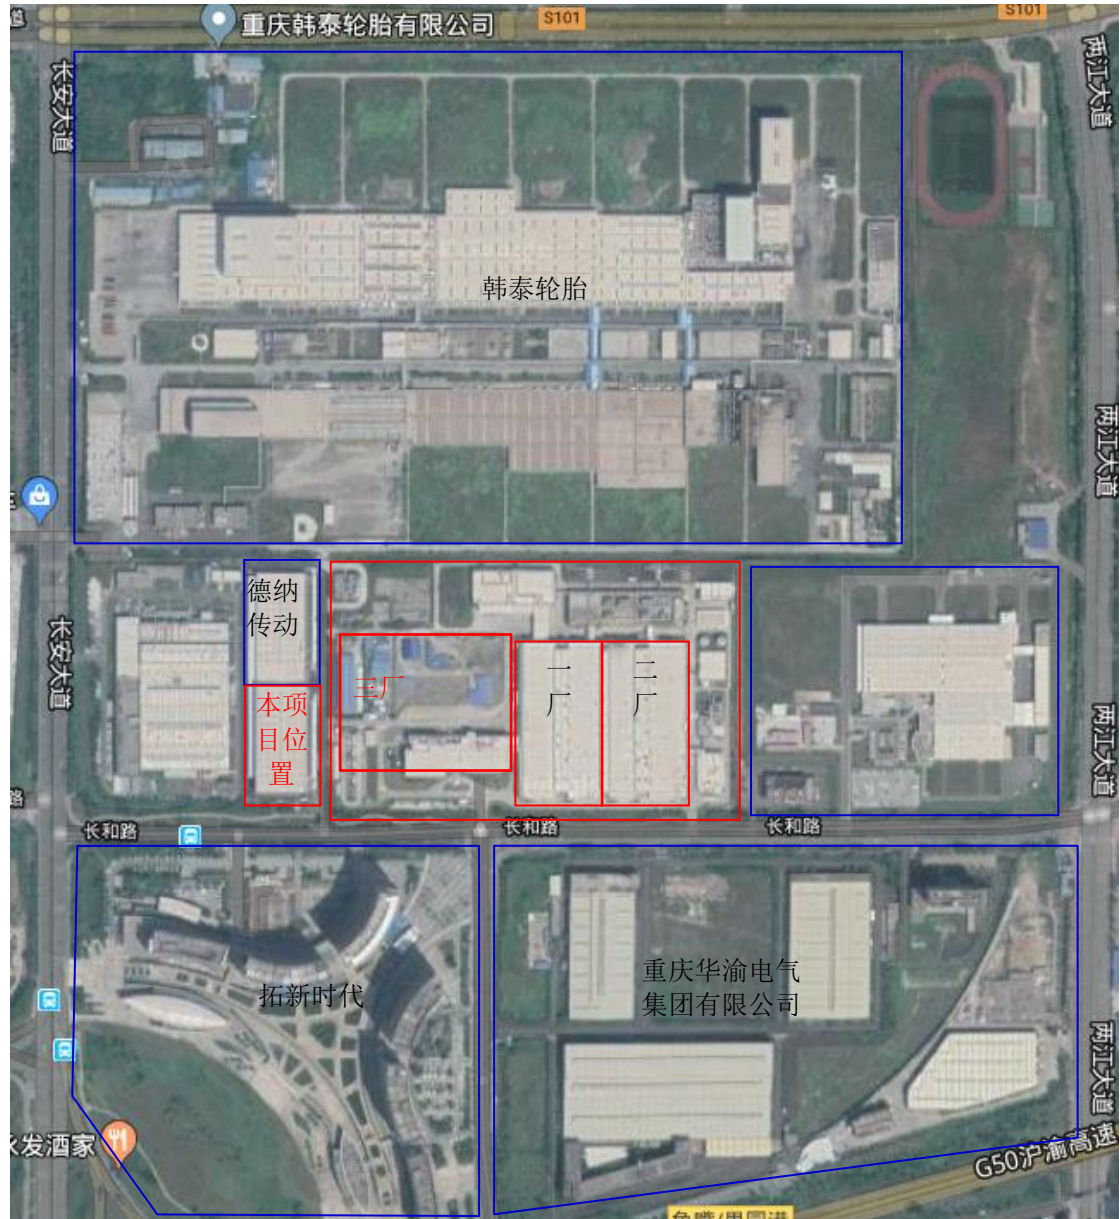 道
重庆韩泰轮胎有限公司
S101
S101
长安大道
两江大道
韩泰轮胎
两江大道
德纳
传动
一厂
二厂
三厂
长安大道
本项
目位
置
两江大道
路
长和路
长和路
长和路
重庆华渝电气
集团有限公司
拓新时代
两江大道
发酒家
G50沪渝高速